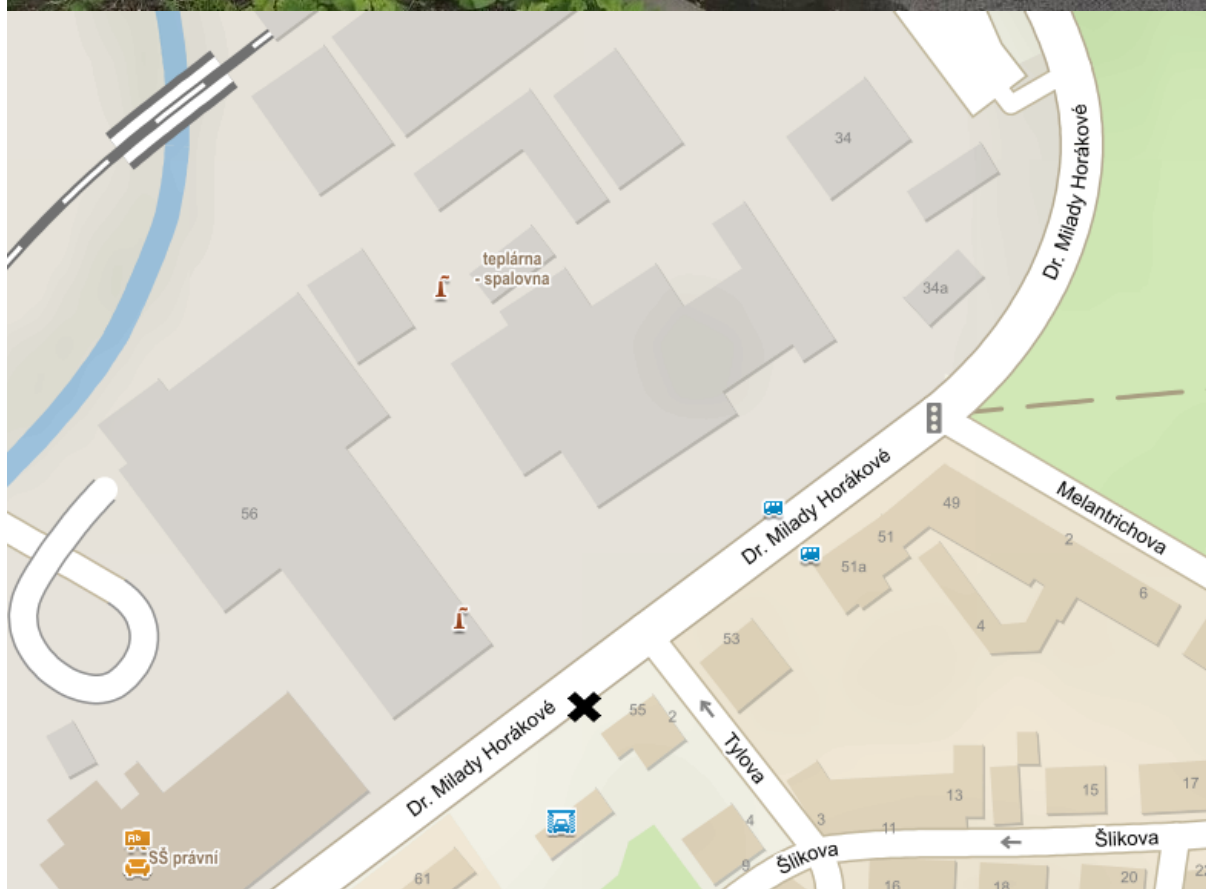 34
Dr. Milady Horákové
teplárna
- spalovna
34a
56
Dr. Milady Horákové
49
51
51a
2
Melantrichova
6
4
53
55
2
Dr. Milady Horákové
Tylova
Ab
SŠ právní
61
4
9
3
11
13
15
17
Šlikova
Šlikova
16
18
20